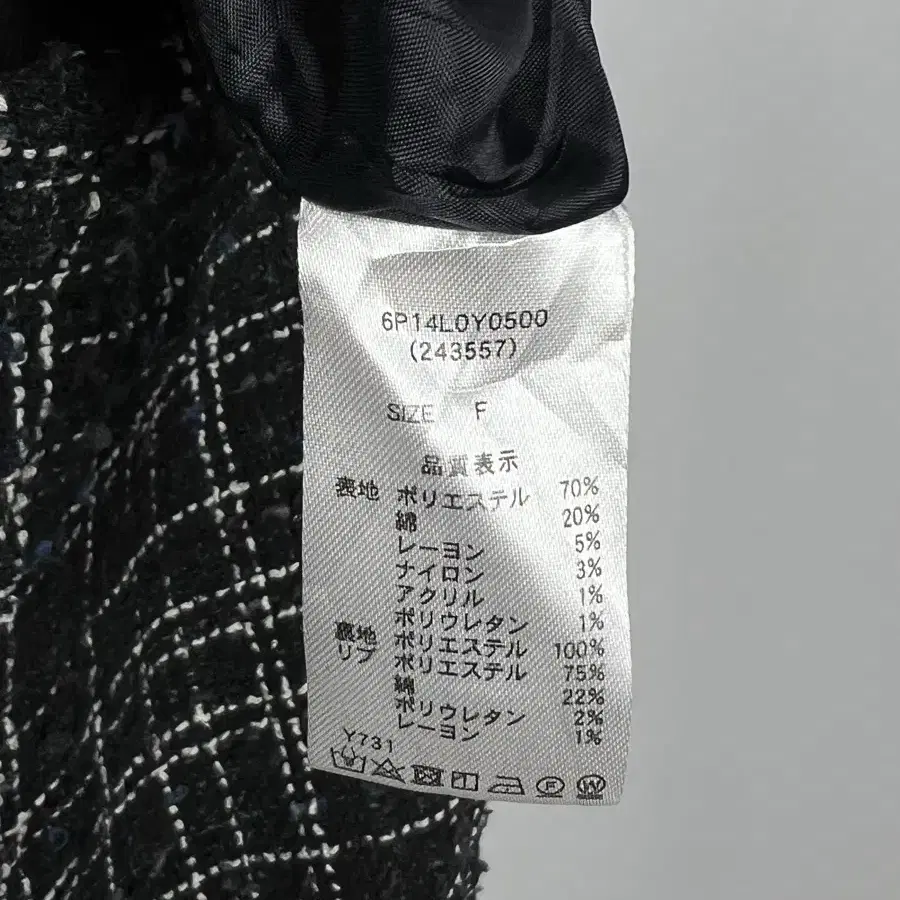 6P14L0Y0500
(243557)
SIZE F
品質表示
表地 ポリエステル 70%
綿 20%
レーヨン 5%
ナイロン 3%
アクリル 1%
ポリウレタン 1%
裏地 ポリエステル 100%
リブ ポリエステル 75%
綿 22%
ポリウレタン 2%
レーヨン 1%
Y731
F W